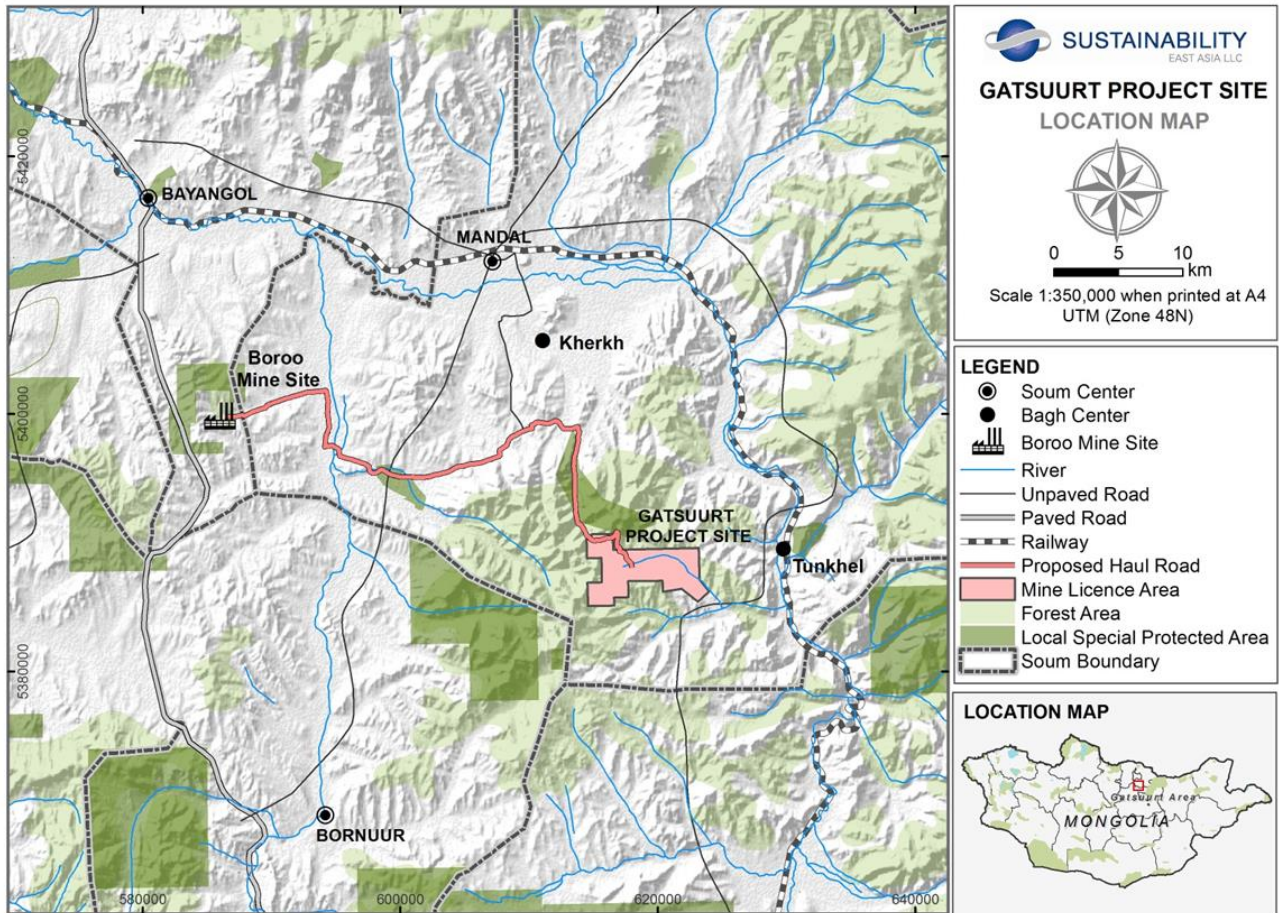 SUSTAINABILITY
EAST ASIA LLC
GATSUURT PROJECT SITE
LOCATION MAP
0 5 10
km
Scale 1:350,000 when printed at A4
UTM (Zone 48N)
LEGEND
Soum Center
Bagh Center
Boroo Mine Site
River
Unpaved Road
Paved Road
Railway
Proposed Haul Road
Mine Licence Area
Forest Area
Local Special Protected Area
Soum Boundary
LOCATION MAP
Gatsuurt Area
MONGOLIA
5420000
BAYANGOL
MANDAL
Kherkh
Boroo
Mine Site
5400000
GATSUURT
PROJECT SITE
Tunkhel
5380000
BORNUUR
580000
600000
620000
640000